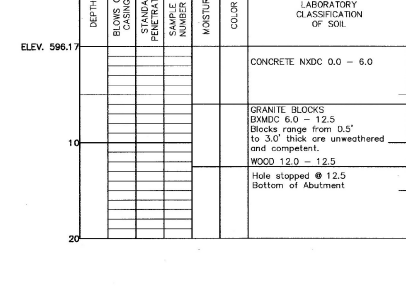 DEPTH
BLOWS
CASING
PENETRAT
SAMPLE
NUMBER
COLOR
LABORATORY
CLASSIFICATION
OF SOIL
ELEV. 596.17
CONCRETE NXDC 0.0 – 6.0
GRANITE BLOCKS
BXMDC 6.0 – 12.5
Blocks range from 0.5'
to 3.0' thick are unweathered
and competent.
10
WOOD 12.0 – 12.5
Hole stopped @ 12.5
Bottom of Abutment
20